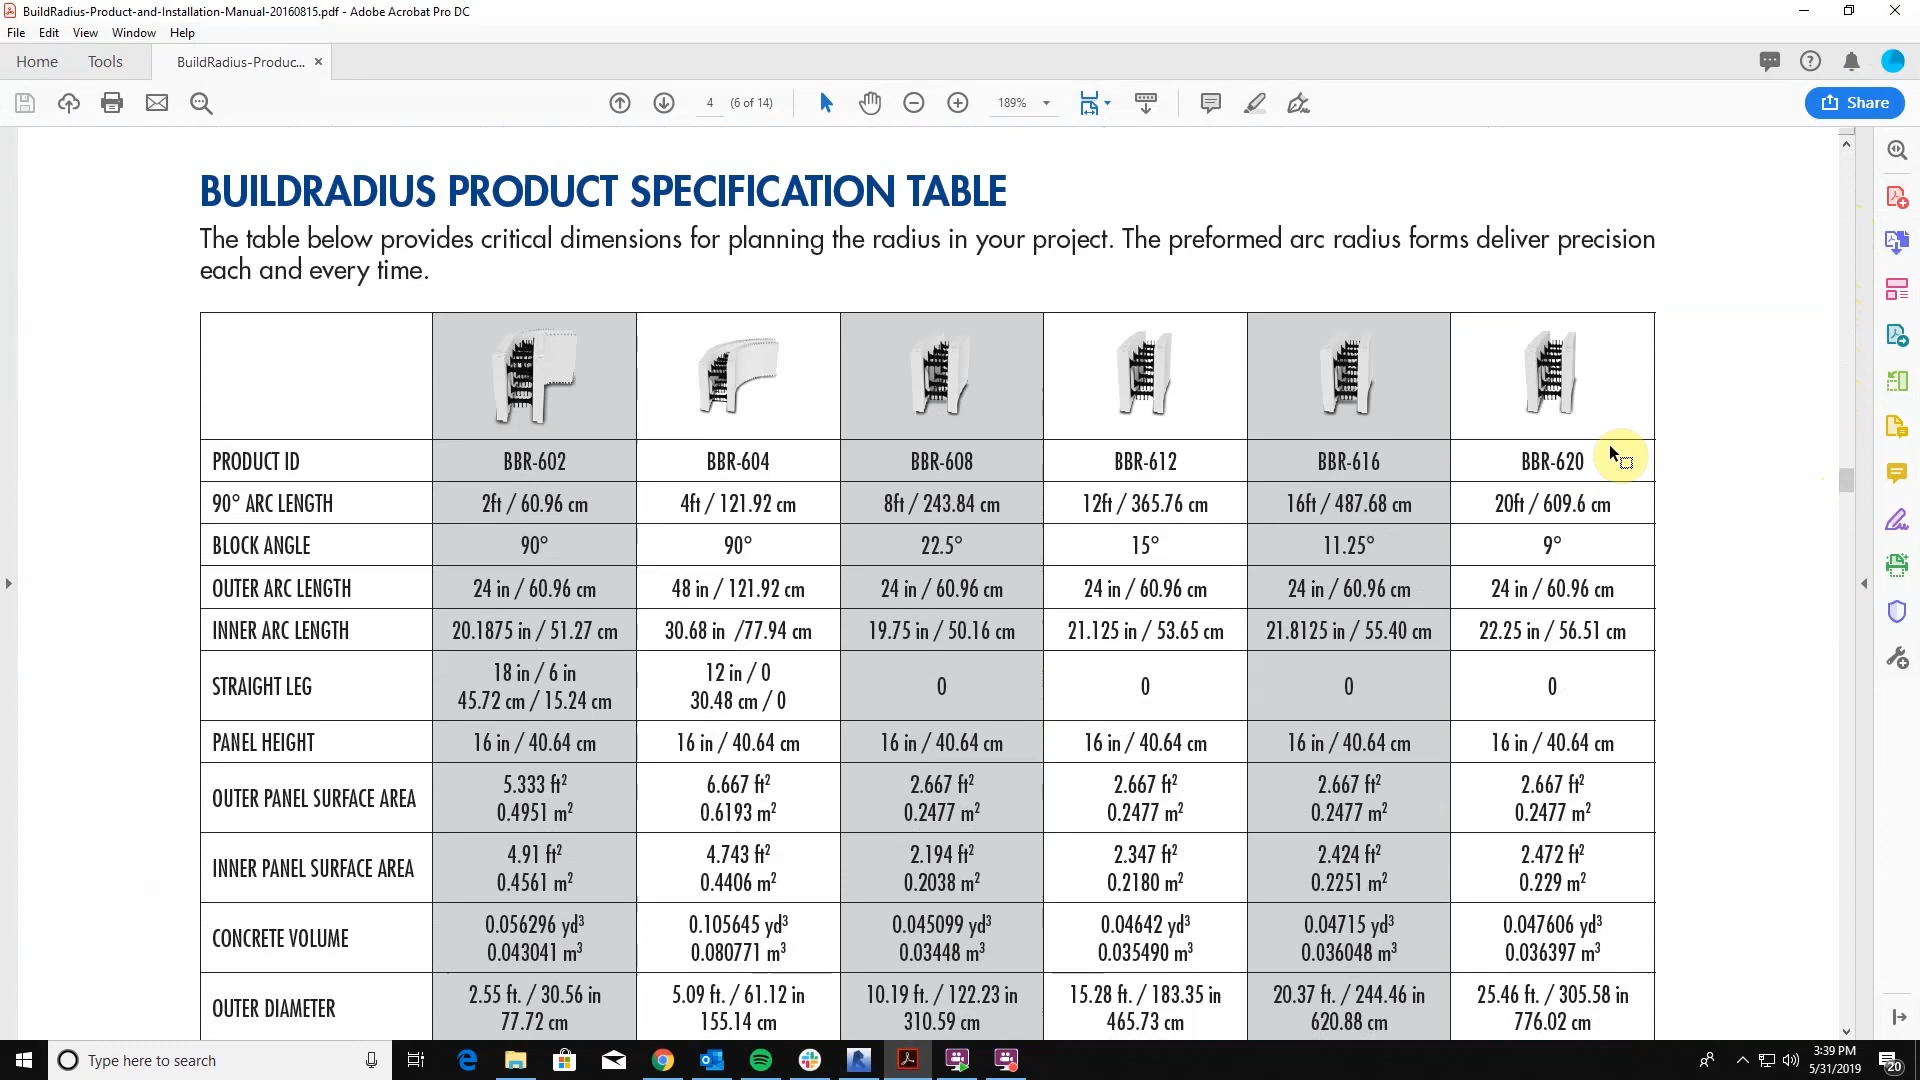 BuildRadius-Product-and-Installation-Manual-20160815.pdf - Adobe Acrobat Pro DC
File Edit View Window Help
Home Tools BuildRadius-Produc... ×
4 (6 of 14) 189% Share
BUILDRADIUS PRODUCT SPECIFICATION TABLE
The table below provides critical dimensions for planning the radius in your project. The preformed arc radius forms deliver precision
each and every time.
PRODUCT ID BBR-602 BBR-604 BBR-608 BBR-612 BBR-616 BBR-620
90° ARC LENGTH 2ft / 60.96 cm 4ft / 121.92 cm 8ft / 243.84 cm 12ft / 365.76 cm 16ft / 487.68 cm 20ft / 609.6 cm
BLOCK ANGLE 90° 90° 22.5° 15° 11.25° 9°
OUTER ARC LENGTH 24 in / 60.96 cm 48 in / 121.92 cm 24 in / 60.96 cm 24 in / 60.96 cm 24 in / 60.96 cm 24 in / 60.96 cm
INNER ARC LENGTH 20.1875 in / 51.27 cm 30.68 in /77.94 cm 19.75 in / 50.16 cm 21.125 in / 53.65 cm 21.8125 in / 55.40 cm 22.25 in / 56.51 cm
18 in / 6 in 12 in / 0
STRAIGHT LEG 0 0 0 0
45.72 cm / 15.24 cm 30.48 cm / 0
PANEL HEIGHT 16 in / 40.64 cm 16 in / 40.64 cm 16 in / 40.64 cm 16 in / 40.64 cm 16 in / 40.64 cm 16 in / 40.64 cm
5.333 ft² 6.667 ft² 2.667 ft² 2.667 ft² 2.667 ft² 2.667 ft²
OUTER PANEL SURFACE AREA
0.4951 m² 0.6193 m² 0.2477 m² 0.2477 m² 0.2477 m² 0.2477 m²
4.91 ft² 4.743 ft² 2.194 ft² 2.347 ft² 2.424 ft² 2.472 ft²
INNER PANEL SURFACE AREA
0.4561 m² 0.4406 m² 0.2038 m² 0.2180 m² 0.2251 m² 0.229 m²
0.056296 yd³ 0.105645 yd³ 0.045099 yd³ 0.04642 yd³ 0.04715 yd³ 0.047606 yd³
CONCRETE VOLUME
0.043041 m³ 0.080771 m³ 0.03448 m³ 0.035490 m³ 0.036048 m³ 0.036397 m³
2.55 ft. / 30.56 in 5.09 ft. / 61.12 in 10.19 ft. / 122.23 in 15.28 ft. / 183.35 in 20.37 ft. / 244.46 in 25.46 ft. / 305.58 in
OUTER DIAMETER
77.72 cm 155.14 cm 310.59 cm 465.73 cm 620.88 cm 776.02 cm
Type here to search
3:39 PM
5/31/2019
20